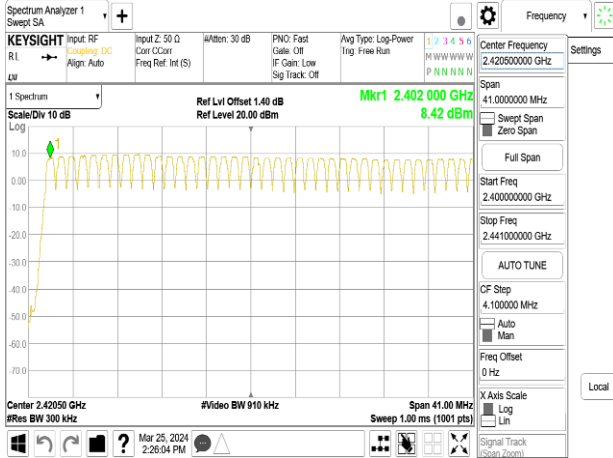 Spectrum Analyzer 1
Swept SA
+
Frequency
KEYSIGHT
RL
Input: RF
Coupling: DC
Align: Auto
Input Z: 50 Ω
Corr CCorr
Freq Ref: Int (S)
#Atten: 30 dB
PNO: Fast
Gate: Off
IF Gain: Low
Sig Track: Off
Avg Type: Log-Power
Trig: Free Run
1 2 3 4 5 6
M W W W W W
P N N N N N
Settings
Center Frequency
2.420500000 GHz
Span
41.0000000 MHz
Swept Span
Zero Span
Full Span
Start Freq
2.400000000 GHz
Stop Freq
2.441000000 GHz
AUTO TUNE
CF Step
4.100000 MHz
Auto
Man
Freq Offset
0 Hz
X Axis Scale
Log
Lin
Signal Track
(Span Zoom)
Local
1 Spectrum
Scale/Div 10 dB
Ref Lvl Offset 1.40 dB
Ref Level 20.00 dBm
Mkr1 2.402 000 GHz
8.42 dBm
Log
1
10.0
0.00
-10.0
-20.0
-30.0
-40.0
-50.0
-60.0
-70.0
Center 2.42050 GHz
#Res BW 300 kHz
#Video BW 910 kHz
Span 41.00 MHz
Sweep 1.00 ms (1001 pts)
?
Mar 25, 2024
2:26:04 PM